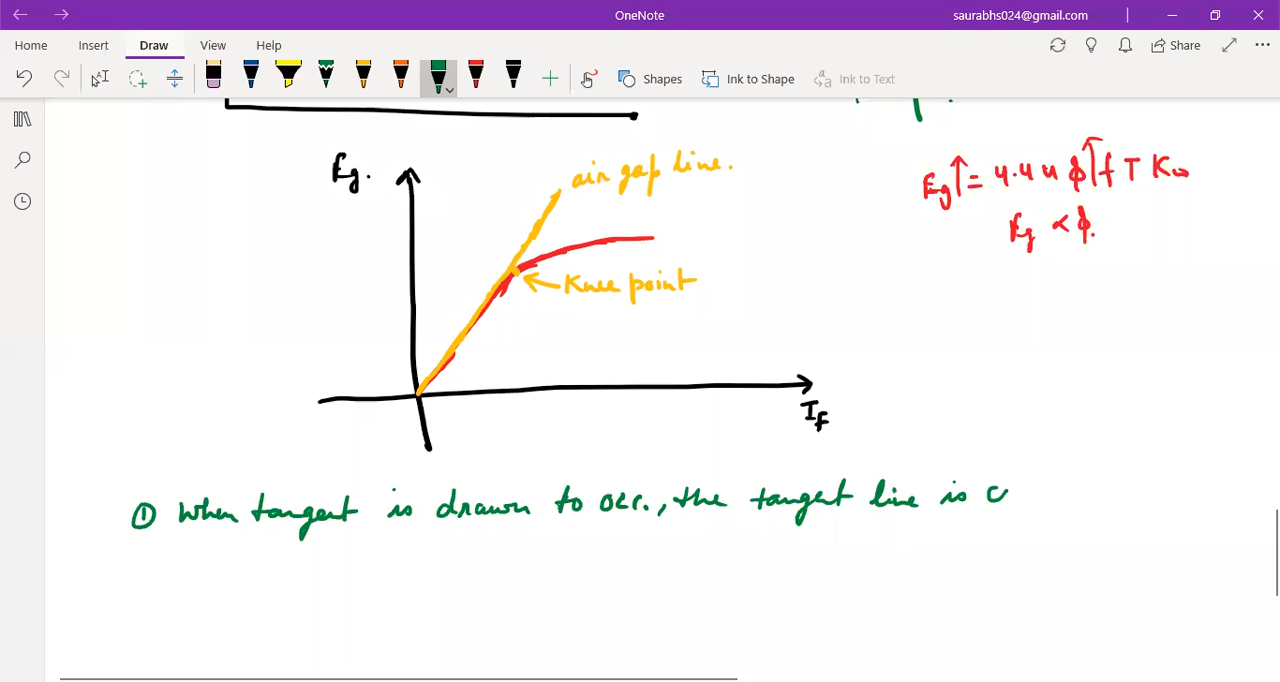 OneNote
saurabhs024@gmail.com
Home Insert Draw View Help
Share
Shapes Ink to Shape Ink to Text
Eg. air gap line.
Eg↑ = 4.44 ϕ↑ f T Kω
Eg ∝ ϕ.
Knee point
IF
① When tangent is drawn to occ., the tangent line is c